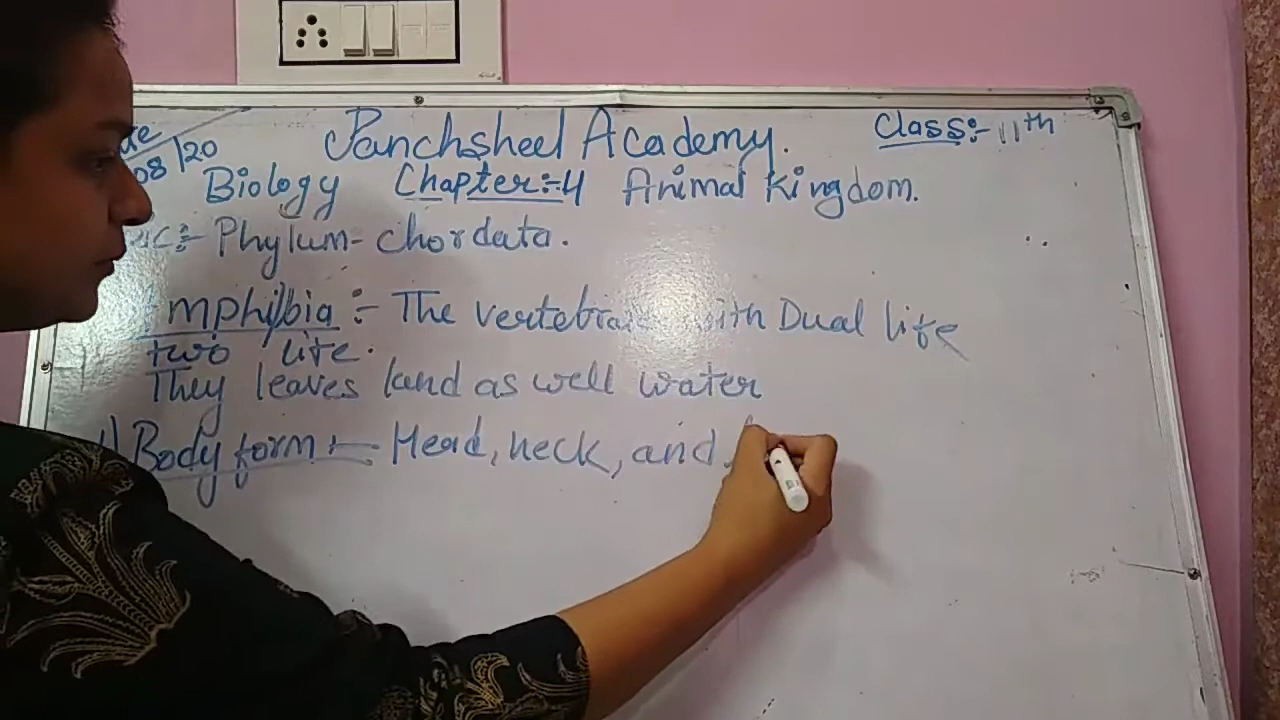 Panchsheel Academy. Class:- 11th
08/20
Biology Chapter:-4 Animal Kingdom.
Phylum- chordata.
mphibia :- The vertebra with Dual life
two life.
They leaves land as well water
1) Body form :- Head, neck, and